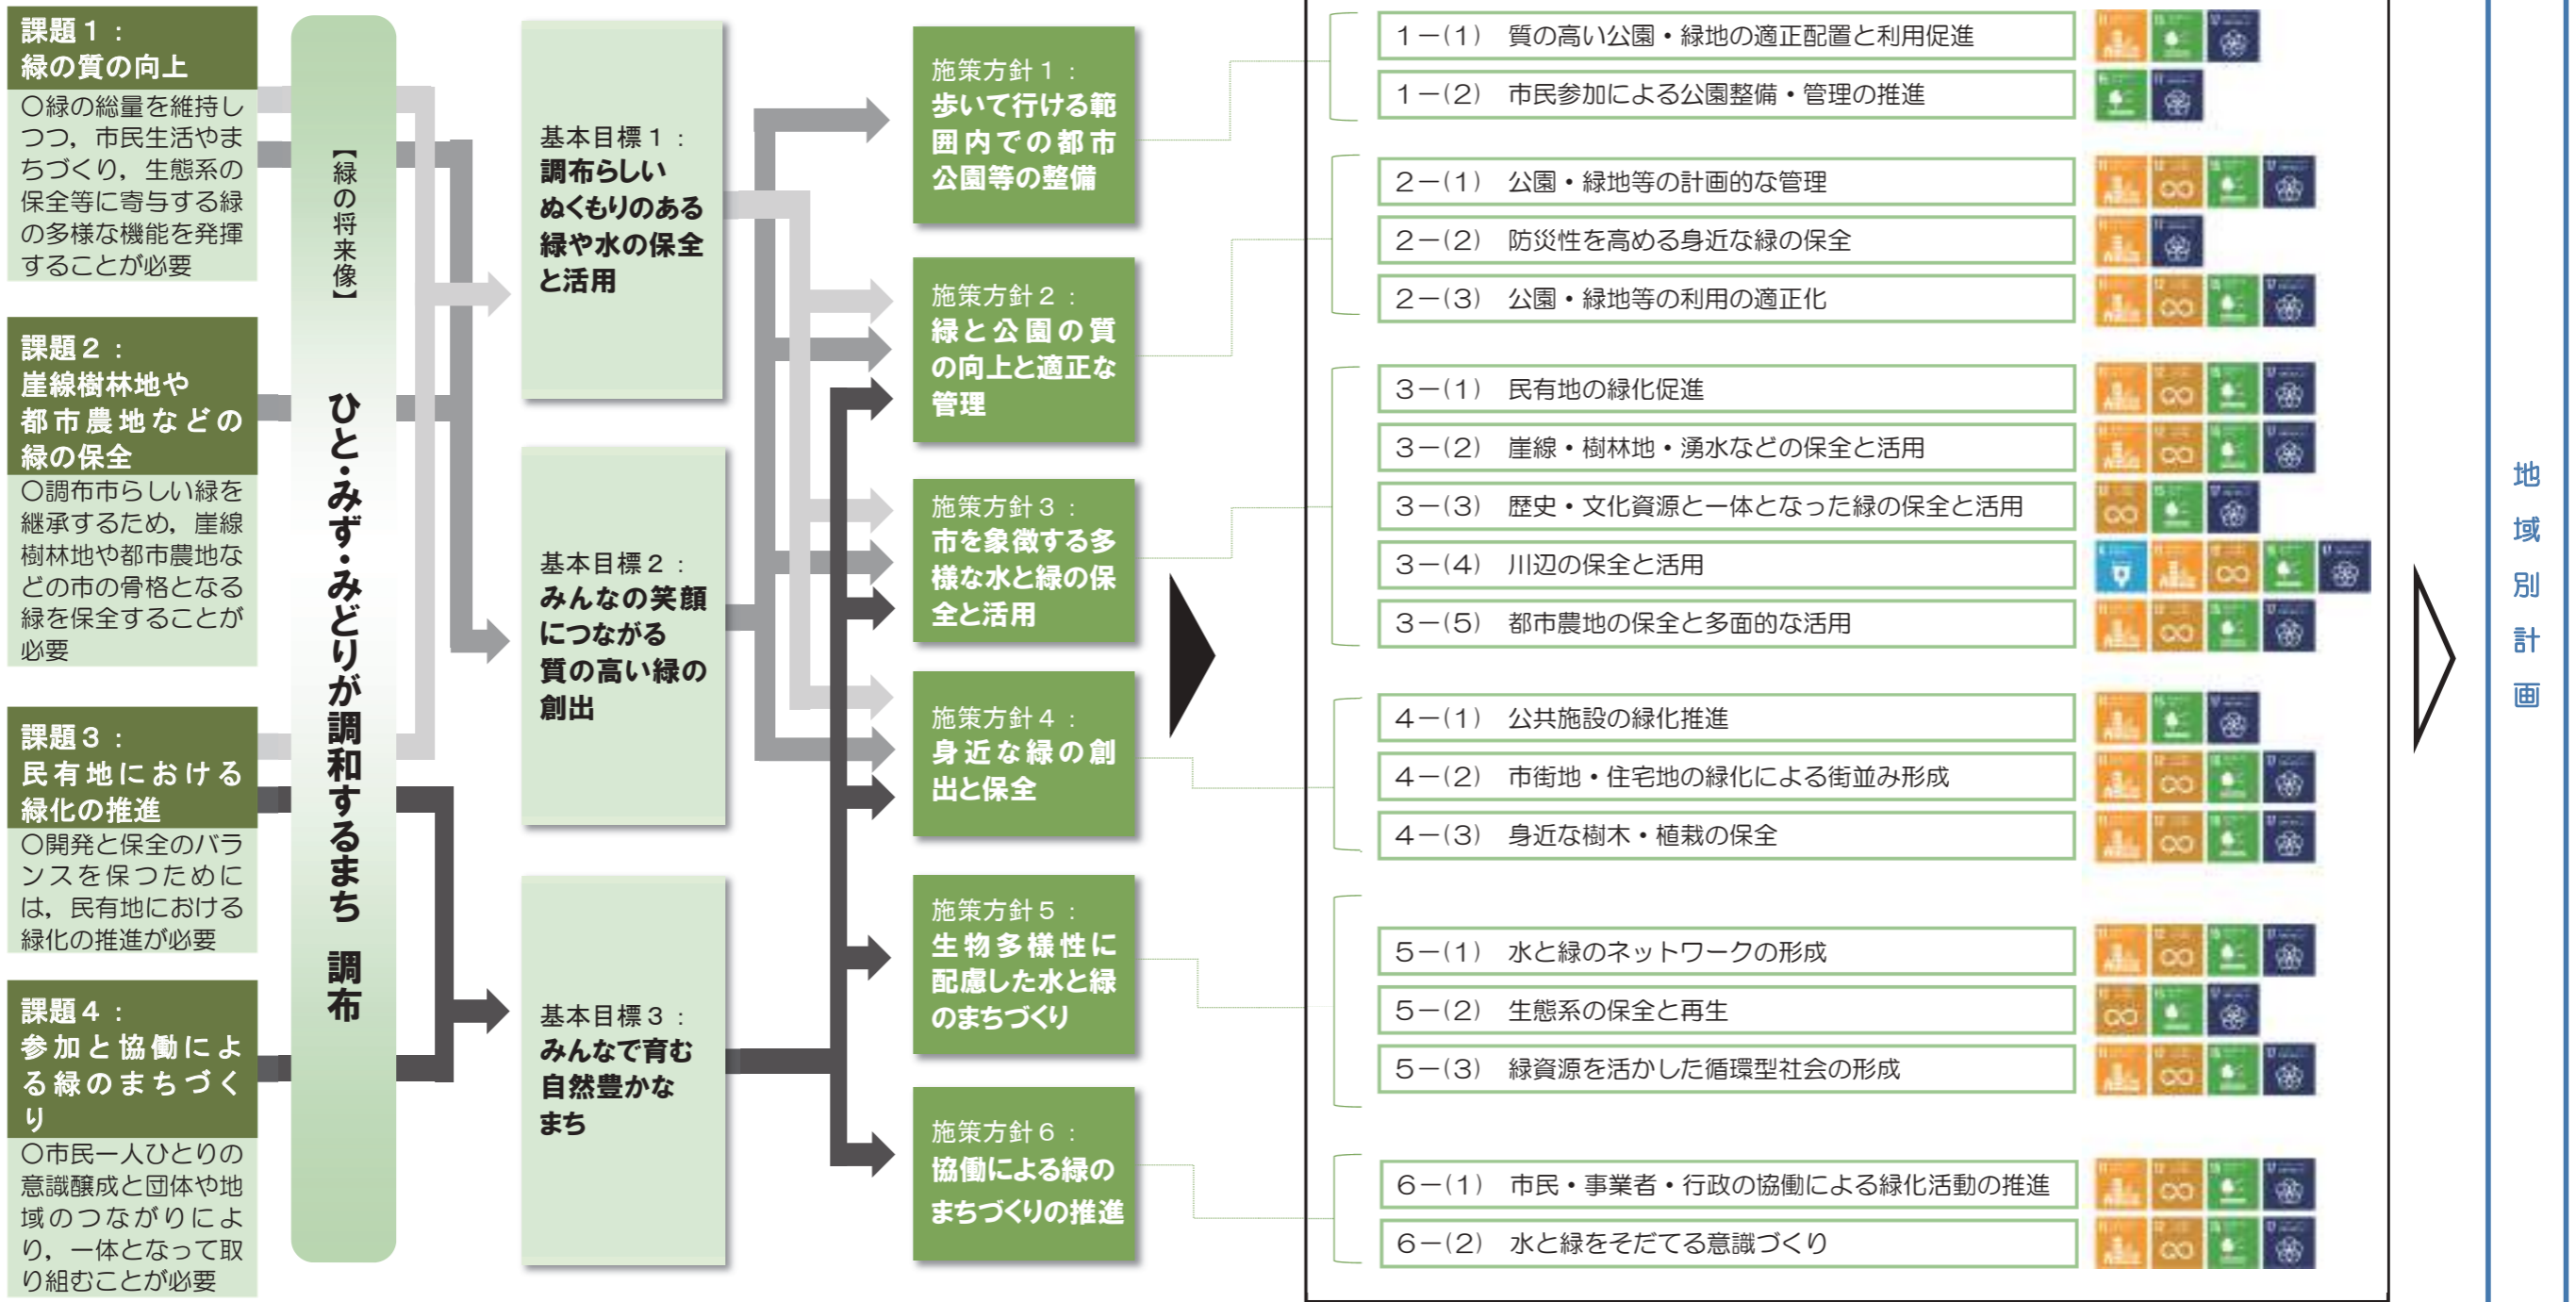 課題１：
緑の質の向上
〇緑の総量を維持し
つつ，市民生活やま
ちづくり，生態系の
保全等に寄与する緑
の多様な機能を発揮
することが必要
課題２：
崖線樹林地や
都市農地などの
緑の保全
〇調布市らしい緑を
継承するため，崖線
樹林地や都市農地な
どの市の骨格となる
緑を保全することが
必要
課題３：
民有地における
緑化の推進
〇開発と保全のバラ
ンスを保つために
は，民有地における
緑化の推進が必要
課題４：
参加と協働によ
る緑のまちづく
り
〇市民一人ひとりの
意識醸成と団体や地
域のつながりによ
り，一体となって取
り組むことが必要
【緑の将来像】
ひと・みず・みどりが調和するまち　調布
基本目標１：
調布らしい
ぬくもりのある
緑や水の保全
と活用
基本目標２：
みんなの笑顔
につながる
質の高い緑の
創出
基本目標３：
みんなで育む
自然豊かな
まち
施策方針１：
歩いて行ける範
囲内での都市
公園等の整備
施策方針２：
緑と公園の質
の向上と適正な
管理
施策方針３：
市を象徴する多
様な水と緑の保
全と活用
施策方針４：
身近な緑の創
出と保全
施策方針５：
生物多様性に
配慮した水と緑
のまちづくり
施策方針６：
協働による緑の
まちづくりの推進
１－(１)　質の高い公園・緑地の適正配置と利用促進
１－(２)　市民参加による公園整備・管理の推進
２－(１)　公園・緑地等の計画的な管理
２－(２)　防災性を高める身近な緑の保全
２－(３)　公園・緑地等の利用の適正化
３－(１)　民有地の緑化促進
３－(２)　崖線・樹林地・湧水などの保全と活用
３－(３)　歴史・文化資源と一体となった緑の保全と活用
３－(４)　川辺の保全と活用
３－(５)　都市農地の保全と多面的な活用
４－(１)　公共施設の緑化推進
４－(２)　市街地・住宅地の緑化による街並み形成
４－(３)　身近な樹木・植栽の保全
５－(１)　水と緑のネットワークの形成
５－(２)　生態系の保全と再生
５－(３)　緑資源を活かした循環型社会の形成
６－(１)　市民・事業者・行政の協働による緑化活動の推進
６－(２)　水と緑をそだてる意識づくり
地域別計画